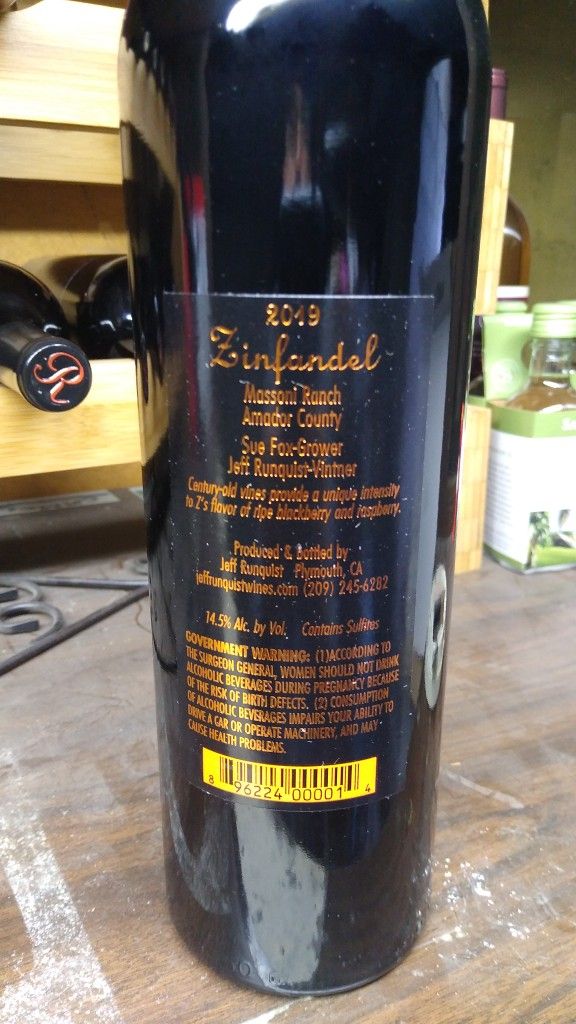 2019
Zinfandel
Massoni Ranch
Amador County
Sue Fox-Grower
Jeff Runquist-Vintner
Century-old vines provide a unique intensity
to Z's flavor of ripe blackberry and raspberry.
Produced & Bottled by
Jeff Runquist Plymouth, CA
jeffrunquistwines.com (209) 245-6282
14.5% Alc. by Vol. Contains Sulfites
GOVERNMENT WARNING: (1)ACCORDING TO
THE SURGEON GENERAL, WOMEN SHOULD NOT DRINK
ALCOHOLIC BEVERAGES DURING PREGNANCY BECAUSE
OF THE RISK OF BIRTH DEFECTS. (2) CONSUMPTION
OF ALCOHOLIC BEVERAGES IMPAIRS YOUR ABILITY TO
DRIVE A CAR OR OPERATE MACHINERY, AND MAY
CAUSE HEALTH PROBLEMS.
8 96224 00001 4
R